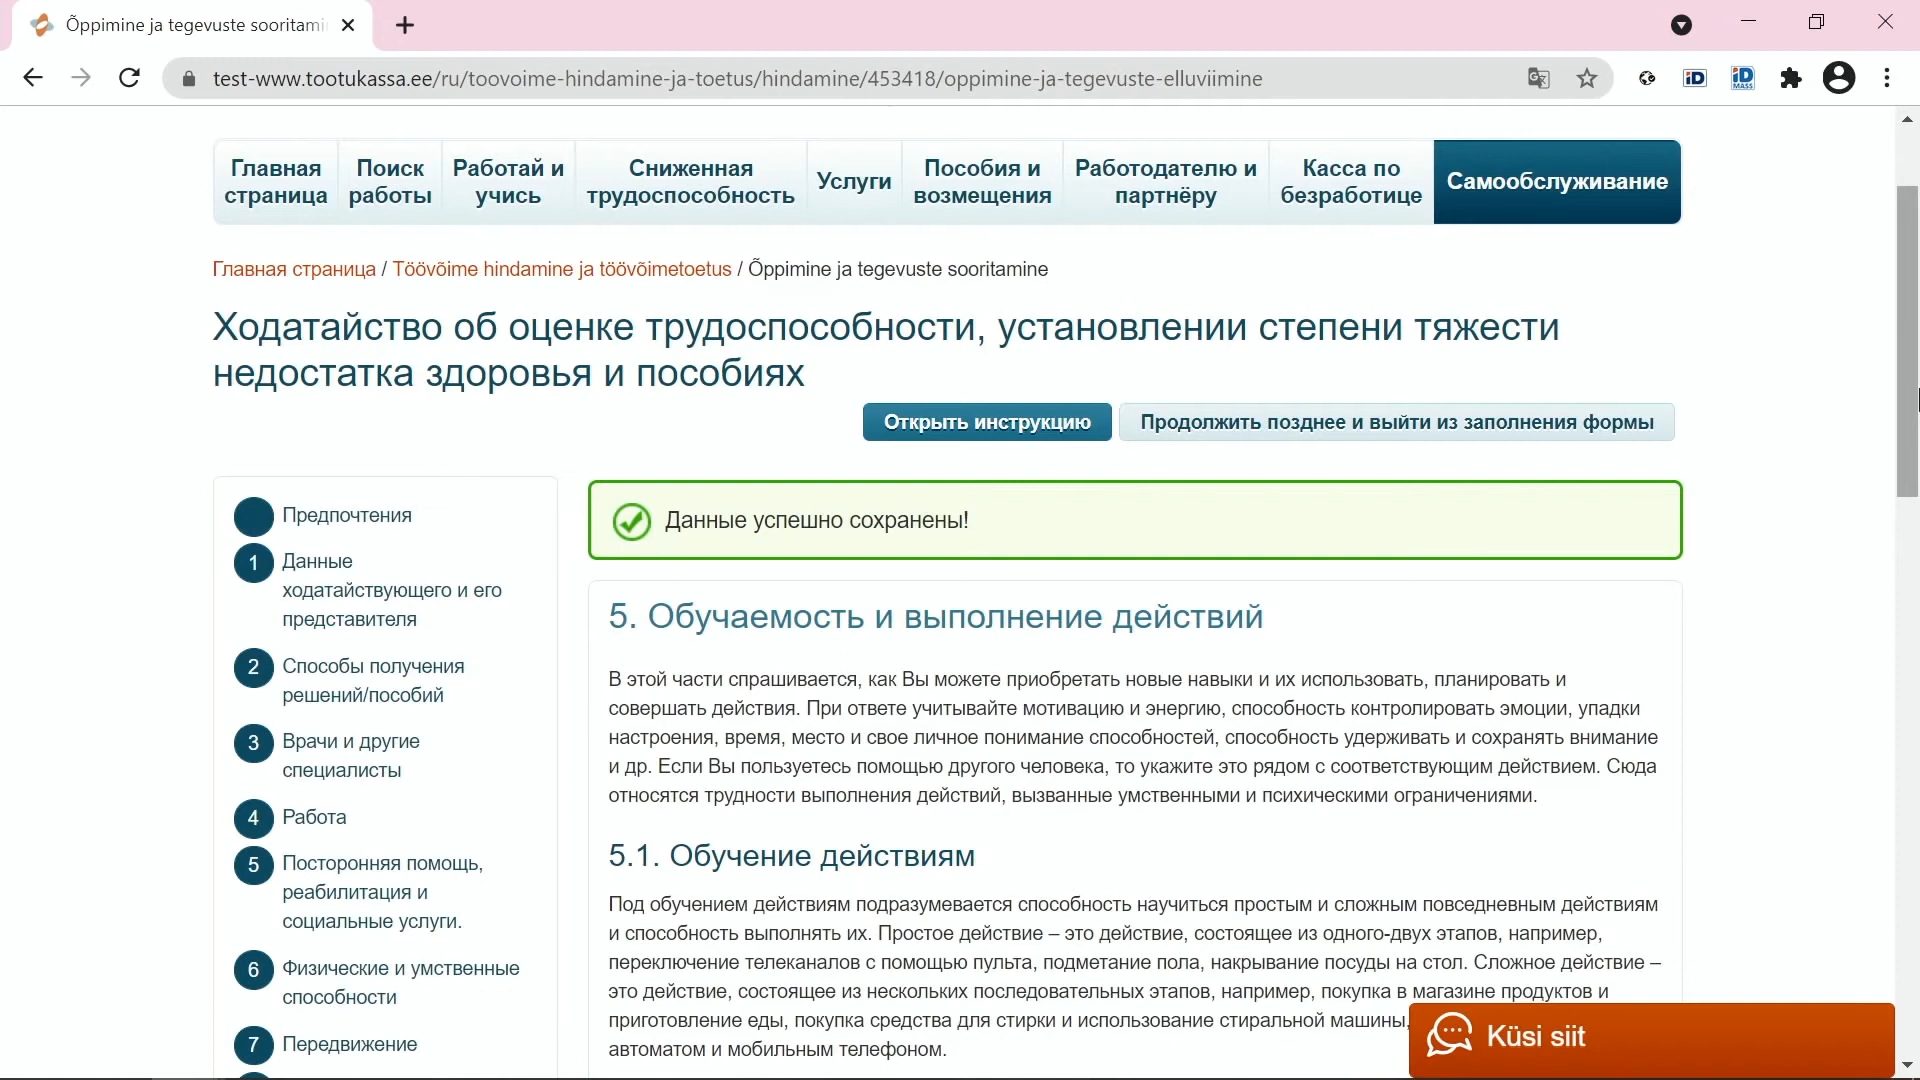 Õppimine ja tegevuste sooritami
test-www.tootukassa.ee/ru/toovoime-hindamine-ja-toetus/hindamine/453418/oppimine-ja-tegevuste-elluviimine
iD
iD
MASS
Главная страница
Поиск работы
Работай и учись
Сниженная трудоспособность
Услуги
Пособия и возмещения
Работодателю и партнёру
Касса по безработице
Самообслуживание
Главная страница / Töövõime hindamine ja töövõimetoetus / Õppimine ja tegevuste sooritamine
Ходатайство об оценке трудоспособности, установлении степени тяжести
недостатка здоровья и пособиях
Открыть инструкцию
Продолжить позднее и выйти из заполнения формы
Предпочтения
1 Данные
ходатайствующего и его
представителя
2 Способы получения
решений/пособий
3 Врачи и другие
специалисты
4 Работа
5 Посторонняя помощь,
реабилитация и
социальные услуги.
6 Физические и умственные
способности
7 Передвижение
Данные успешно сохранены!
5. Обучаемость и выполнение действий
В этой части спрашивается, как Вы можете приобретать новые навыки и их использовать, планировать и
совершать действия. При ответе учитывайте мотивацию и энергию, способность контролировать эмоции, упадки
настроения, время, место и свое личное понимание способностей, способность удерживать и сохранять внимание
и др. Если Вы пользуетесь помощью другого человека, то укажите это рядом с соответствующим действием. Сюда
относятся трудности выполнения действий, вызванные умственными и психическими ограничениями.
5.1. Обучение действиям
Под обучением действиям подразумевается способность научиться простым и сложным повседневным действиям
и способность выполнять их. Простое действие – это действие, состоящее из одного-двух этапов, например,
переключение телеканалов с помощью пульта, подметание пола, накрывание посуды на стол. Сложное действие –
это действие, состоящее из нескольких последовательных этапов, например, покупка в магазине продуктов и
приготовление еды, покупка средства для стирки и использование стиральной машины,
автоматом и мобильным телефоном.
Küsi siit